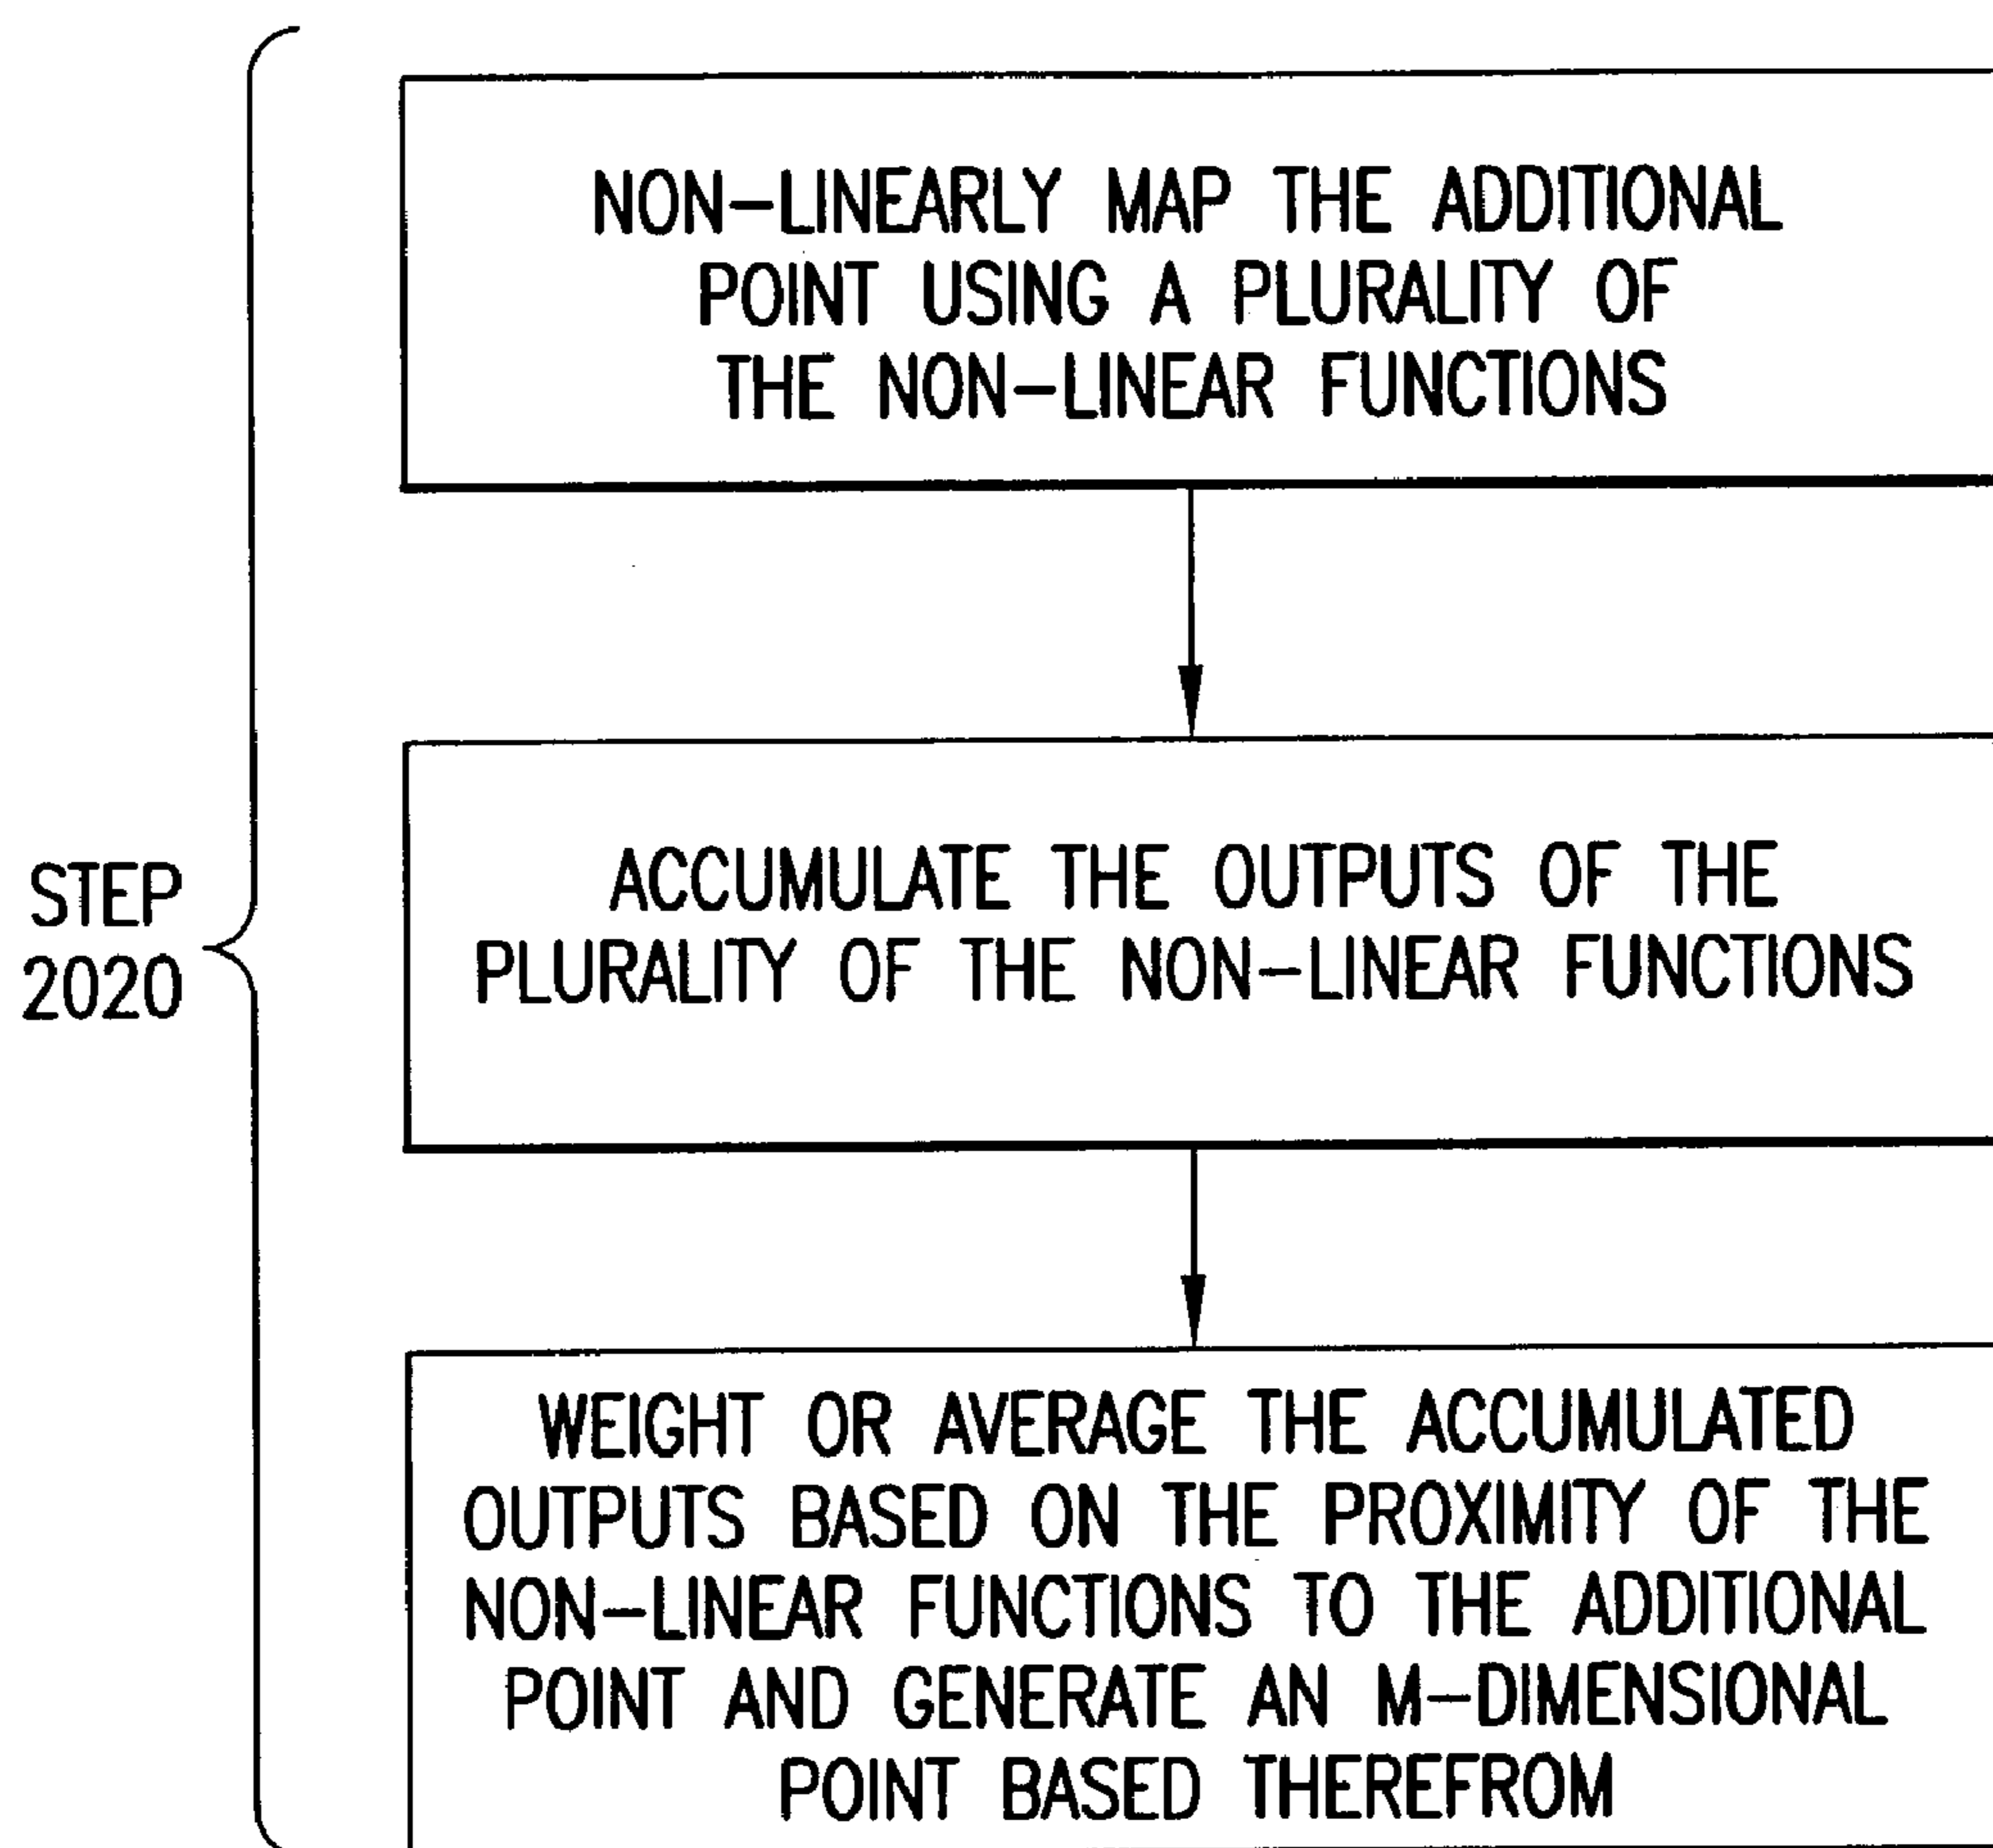 NON-LINEARLY MAP THE ADDITIONAL
POINT USING A PLURALITY OF
THE NON-LINEAR FUNCTIONS
ACCUMULATE THE OUTPUTS OF THE
PLURALITY OF THE NON-LINEAR FUNCTIONS
STEP
2020
WEIGHT OR AVERAGE THE ACCUMULATED
OUTPUTS BASED ON THE PROXIMITY OF THE
NON-LINEAR FUNCTIONS TO THE ADDITIONAL
POINT AND GENERATE AN M-DIMENSIONAL
POINT BASED THEREFROM